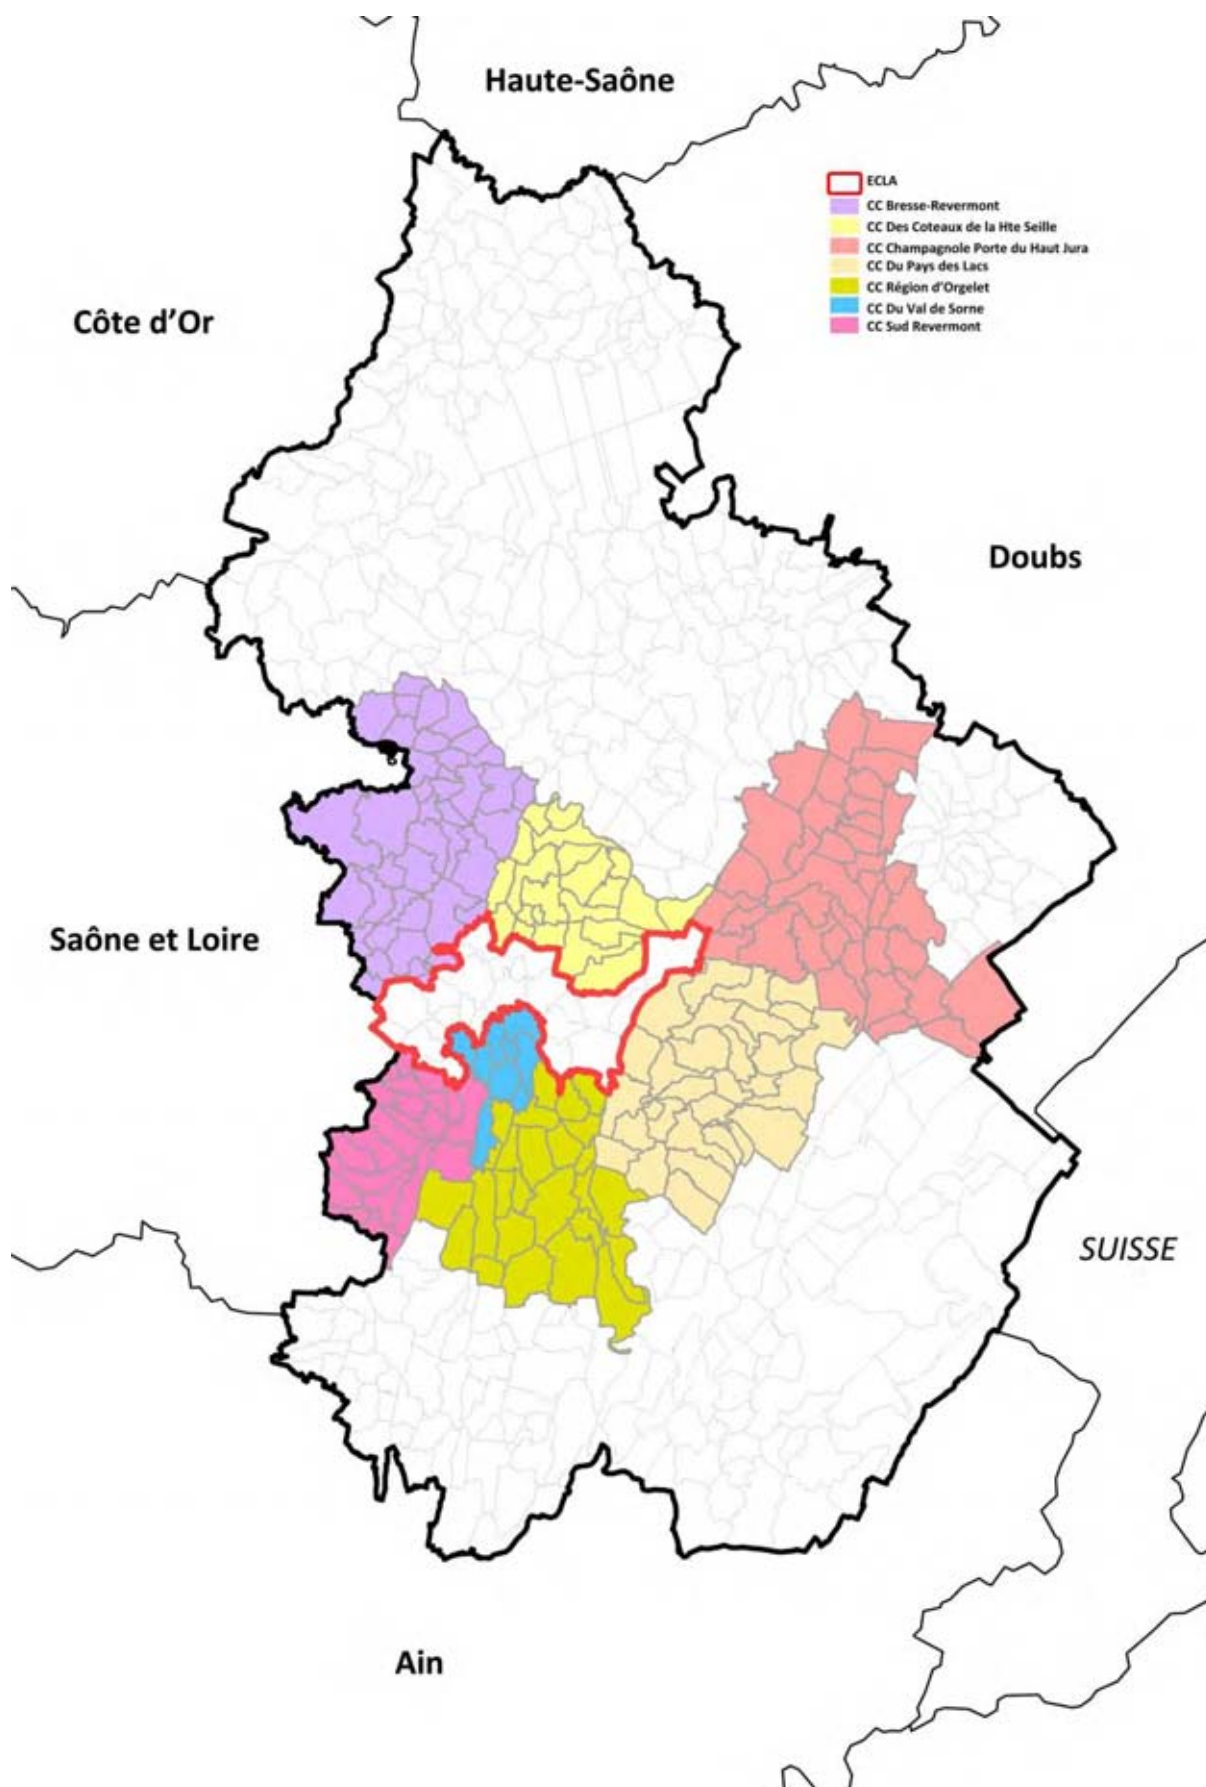 Haute-Saône
ECLA
CC Bresse-Revermont
CC Des Coteaux de la Hte Seille
CC Champagnole Porte du Haut Jura
CC Du Pays des Lacs
CC Région d'Orgelet
CC Du Val de Sorne
CC Sud Revermont
Côte d'Or
Doubs
Saône et Loire
SUISSE
Ain